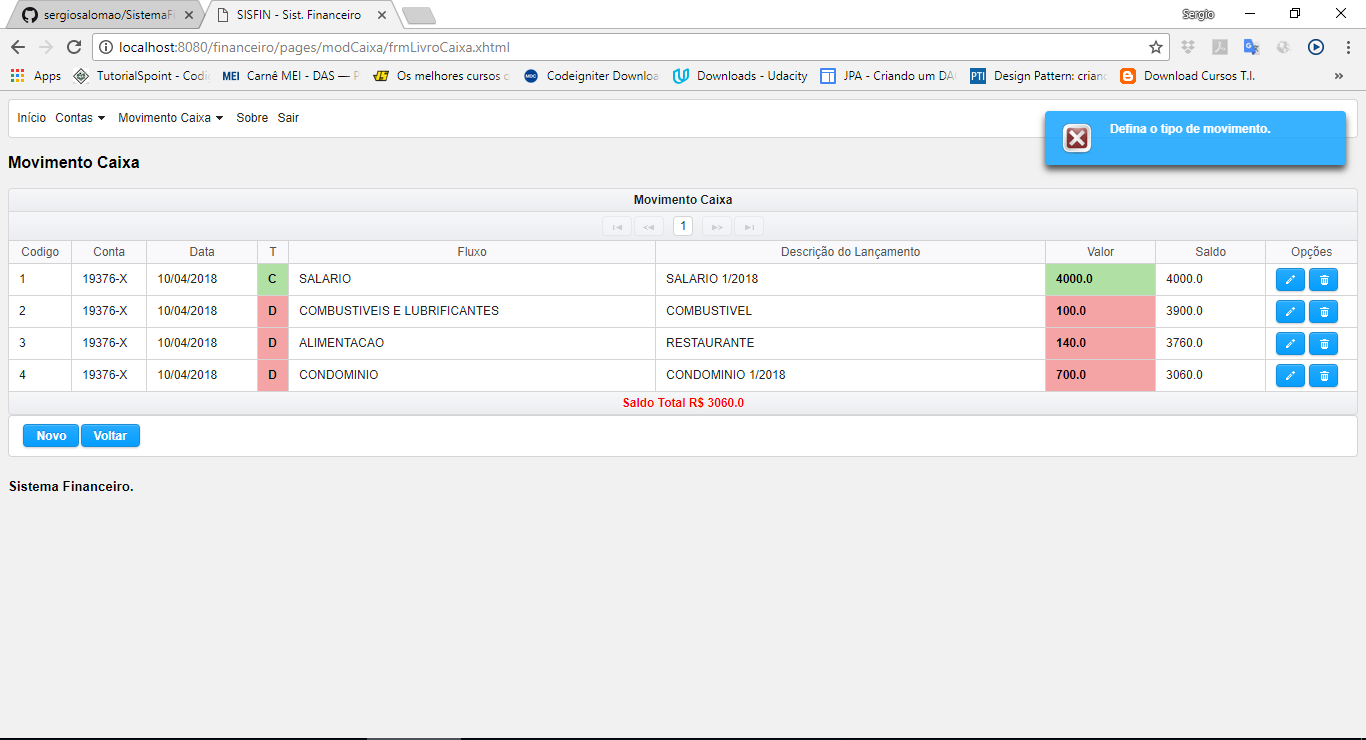 sergiosalomao/SistemaF
SISFIN - Sist. Financeiro
Sergio
localhost:8080/financeiro/pages/modCaixa/frmLivroCaixa.xhtml
Apps
TutorialsPoint - Codi
MEI Carnê MEI - DAS — P
Os melhores cursos
MDC Codeigniter Downloa
Downloads - Udacity
JPA - Criando um DA
PTI Design Pattern: crian
Download Cursos T.I.
»
Início Contas Movimento Caixa Sobre Sair
Defina o tipo de movimento.
Movimento Caixa
Movimento Caixa
1
Codigo Conta Data T Fluxo Descrição do Lançamento Valor Saldo Opções
1 19376-X 10/04/2018 C SALARIO SALARIO 1/2018 4000.0 4000.0
2 19376-X 10/04/2018 D COMBUSTIVEIS E LUBRIFICANTES COMBUSTIVEL 100.0 3900.0
3 19376-X 10/04/2018 D ALIMENTACAO RESTAURANTE 140.0 3760.0
4 19376-X 10/04/2018 D CONDOMINIO CONDOMINIO 1/2018 700.0 3060.0
Saldo Total R$ 3060.0
Novo Voltar
Sistema Financeiro.